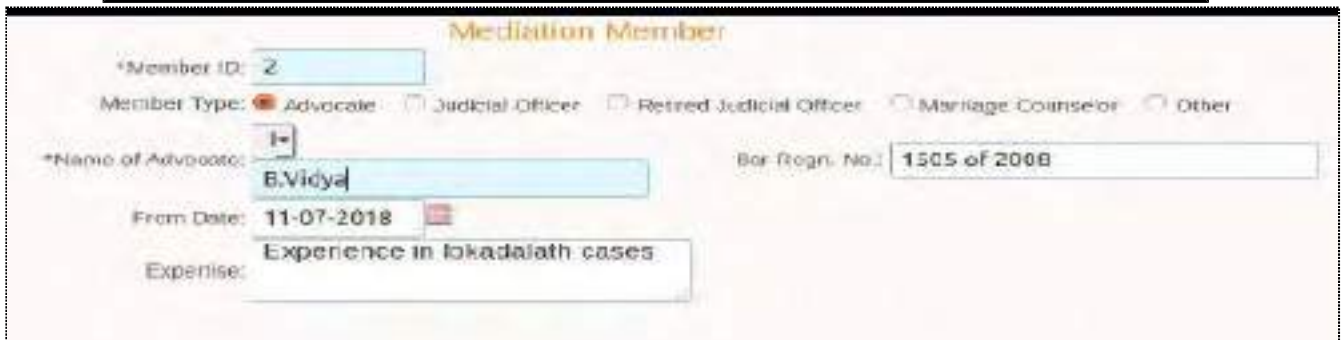 Mediation Member
*Member ID: 2
Member Type: Advocate Judicial Officer Retired Judicial Officer Marriage Counselor Other
*Name of Advocate: B.Vidya Bar Regn. No.: 1505 of 2008
From Date: 11-07-2018
Expertise: Experience in lokadalath cases